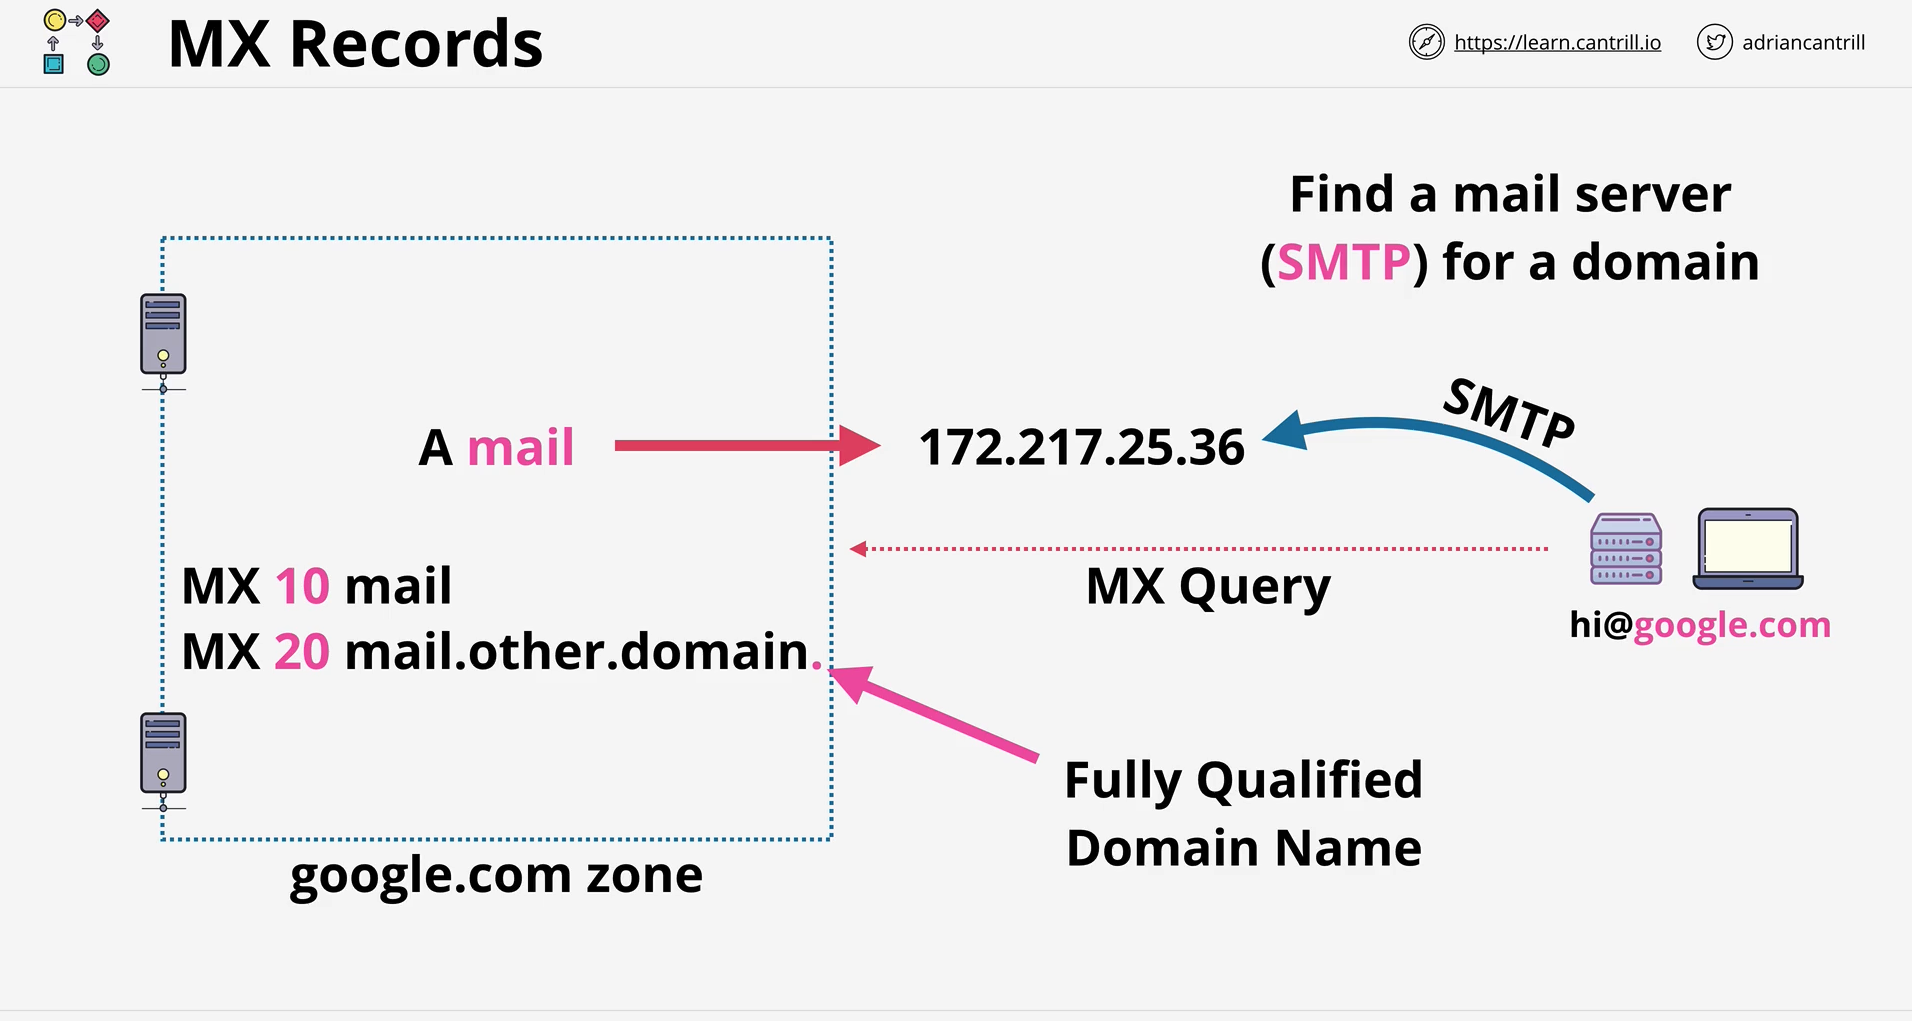 MX Records
https://learn.cantrill.io
adriancantrill
Find a mail server
(SMTP) for a domain
SMTP
A mail
172.217.25.36
MX Query
MX 10 mail
MX 20 mail.other.domain.
hi@google.com
Fully Qualified
Domain Name
google.com zone